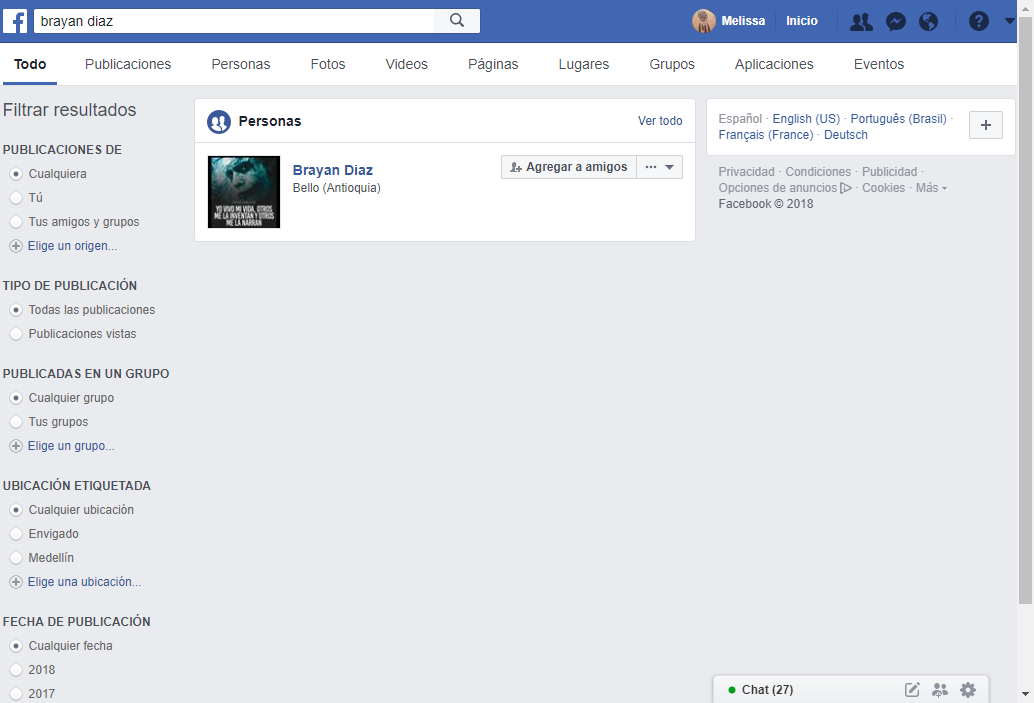 f brayan diaz
Melissa Inicio
Todo Publicaciones Personas Fotos Videos Páginas Lugares Grupos Aplicaciones Eventos
Filtrar resultados
PUBLICACIONES DE
Cualquiera
Tú
Tus amigos y grupos
Elige un origen...
TIPO DE PUBLICACIÓN
Todas las publicaciones
Publicaciones vistas
PUBLICADAS EN UN GRUPO
Cualquier grupo
Tus grupos
Elige un grupo...
UBICACIÓN ETIQUETADA
Cualquier ubicación
Envigado
Medellín
Elige una ubicación...
FECHA DE PUBLICACIÓN
Cualquier fecha
2018
2017
Personas Ver todo
Brayan Diaz
Bello (Antioquia)
Agregar a amigos
YO VIVO MI VIDA, OTROS
ME LA INVENTAN Y OTROS
ME LA NARRAN
Español · English (US) · Português (Brasil) ·
Français (France) · Deutsch
Privacidad · Condiciones · Publicidad ·
Opciones de anuncios · Cookies · Más
Facebook © 2018
Chat (27)